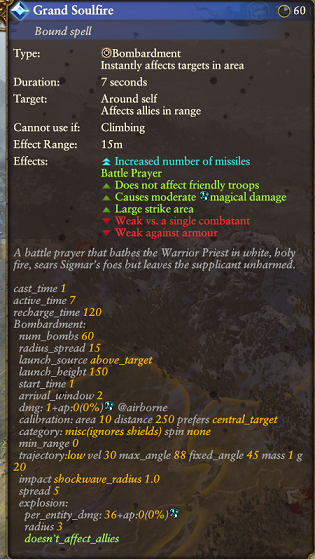 Grand Soulfire 60
Bound spell
Type: Bombardment
Instantly affects targets in area
Duration: 7 seconds
Target: Around self
Affects allies in range
Cannot use if: Climbing
Effect Range: 15m
Effects: Increased number of missiles
Battle Prayer
Does not affect friendly troops
Causes moderate magical damage
Large strike area
Weak vs. a single combatant
Weak against armour
A battle prayer that bathes the Warrior Priest in white, holy
fire, sears Sigmar's foes but leaves the supplicant unharmed.
cast_time 1
active_time 7
recharge_time 120
Bombardment:
num_bombs 60
radius_spread 15
launch_source above_target
launch_height 150
start_time 1
arrival_window 2
dmg: 1+ap:0(0%) @airborne
calibration: area 10 distance 250 prefers central_target
category: misc(ignores shields) spin none
min_range 0
trajectory:low vel 30 max_angle 88 fixed_angle 45 mass 1 g
20
impact shockwave_radius 1.0
spread 5
explosion:
per_entity_dmg: 36+ap:0(0%)
radius 3
doesn't_affect_allies